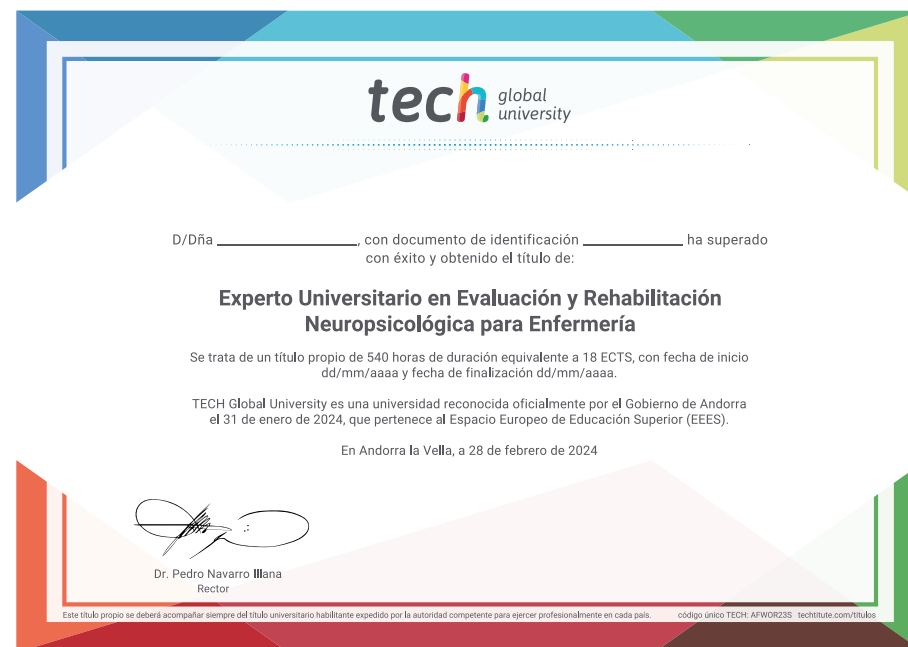 tech global university
D/Dña ____________________, con documento de identificación ______________ ha superado
con éxito y obtenido el título de:
Experto Universitario en Evaluación y Rehabilitación
Neuropsicológica para Enfermería
Se trata de un título propio de 540 horas de duración equivalente a 18 ECTS, con fecha de inicio
dd/mm/aaaa y fecha de finalización dd/mm/aaaa.
TECH Global University es una universidad reconocida oficialmente por el Gobierno de Andorra
el 31 de enero de 2024, que pertenece al Espacio Europeo de Educación Superior (EEES).
En Andorra la Vella, a 28 de febrero de 2024
Dr. Pedro Navarro Illana
Rector
Este título propio se deberá acompañar siempre del título universitario habilitante expedido por la autoridad competente para ejercer profesionalmente en cada país. código único TECH: AFWOR23S techtitute.com/titulos